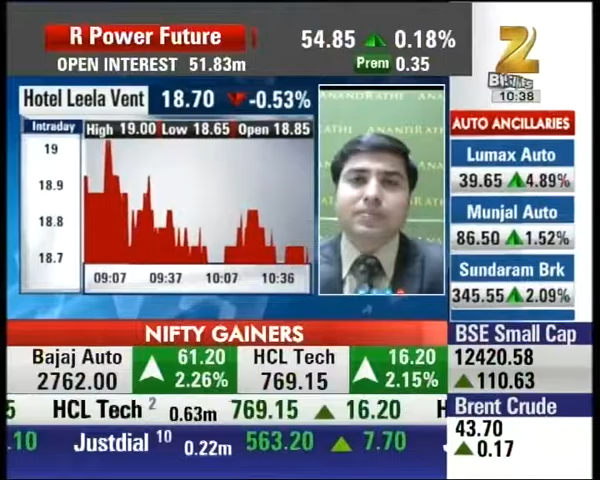 R Power Future
54.85 0.18%
OPEN INTEREST 51.83m
Prem 0.35
10:38
Hotel Leela Vent 18.70 -0.53%
Intraday High 19.00 Low 18.65 Open 18.85
19
18.9
18.8
18.7
09:07 09:37 10:07 10:36
ANANDRATHI
AUTO ANCILLARIES
Lumax Auto
39.65 4.89%
Munjal Auto
86.50 1.52%
Sundaram Brk
345.55 2.09%
NIFTY GAINERS
Bajaj Auto 61.20 HCL Tech 16.20
2762.00 2.26% 769.15 2.15%
BSE Small Cap
12420.58
110.63
5 HCL Tech 2 0.63m 769.15 16.20 H
.10 Justdial 10 0.22m 563.20 7.70
Brent Crude
43.70
0.17